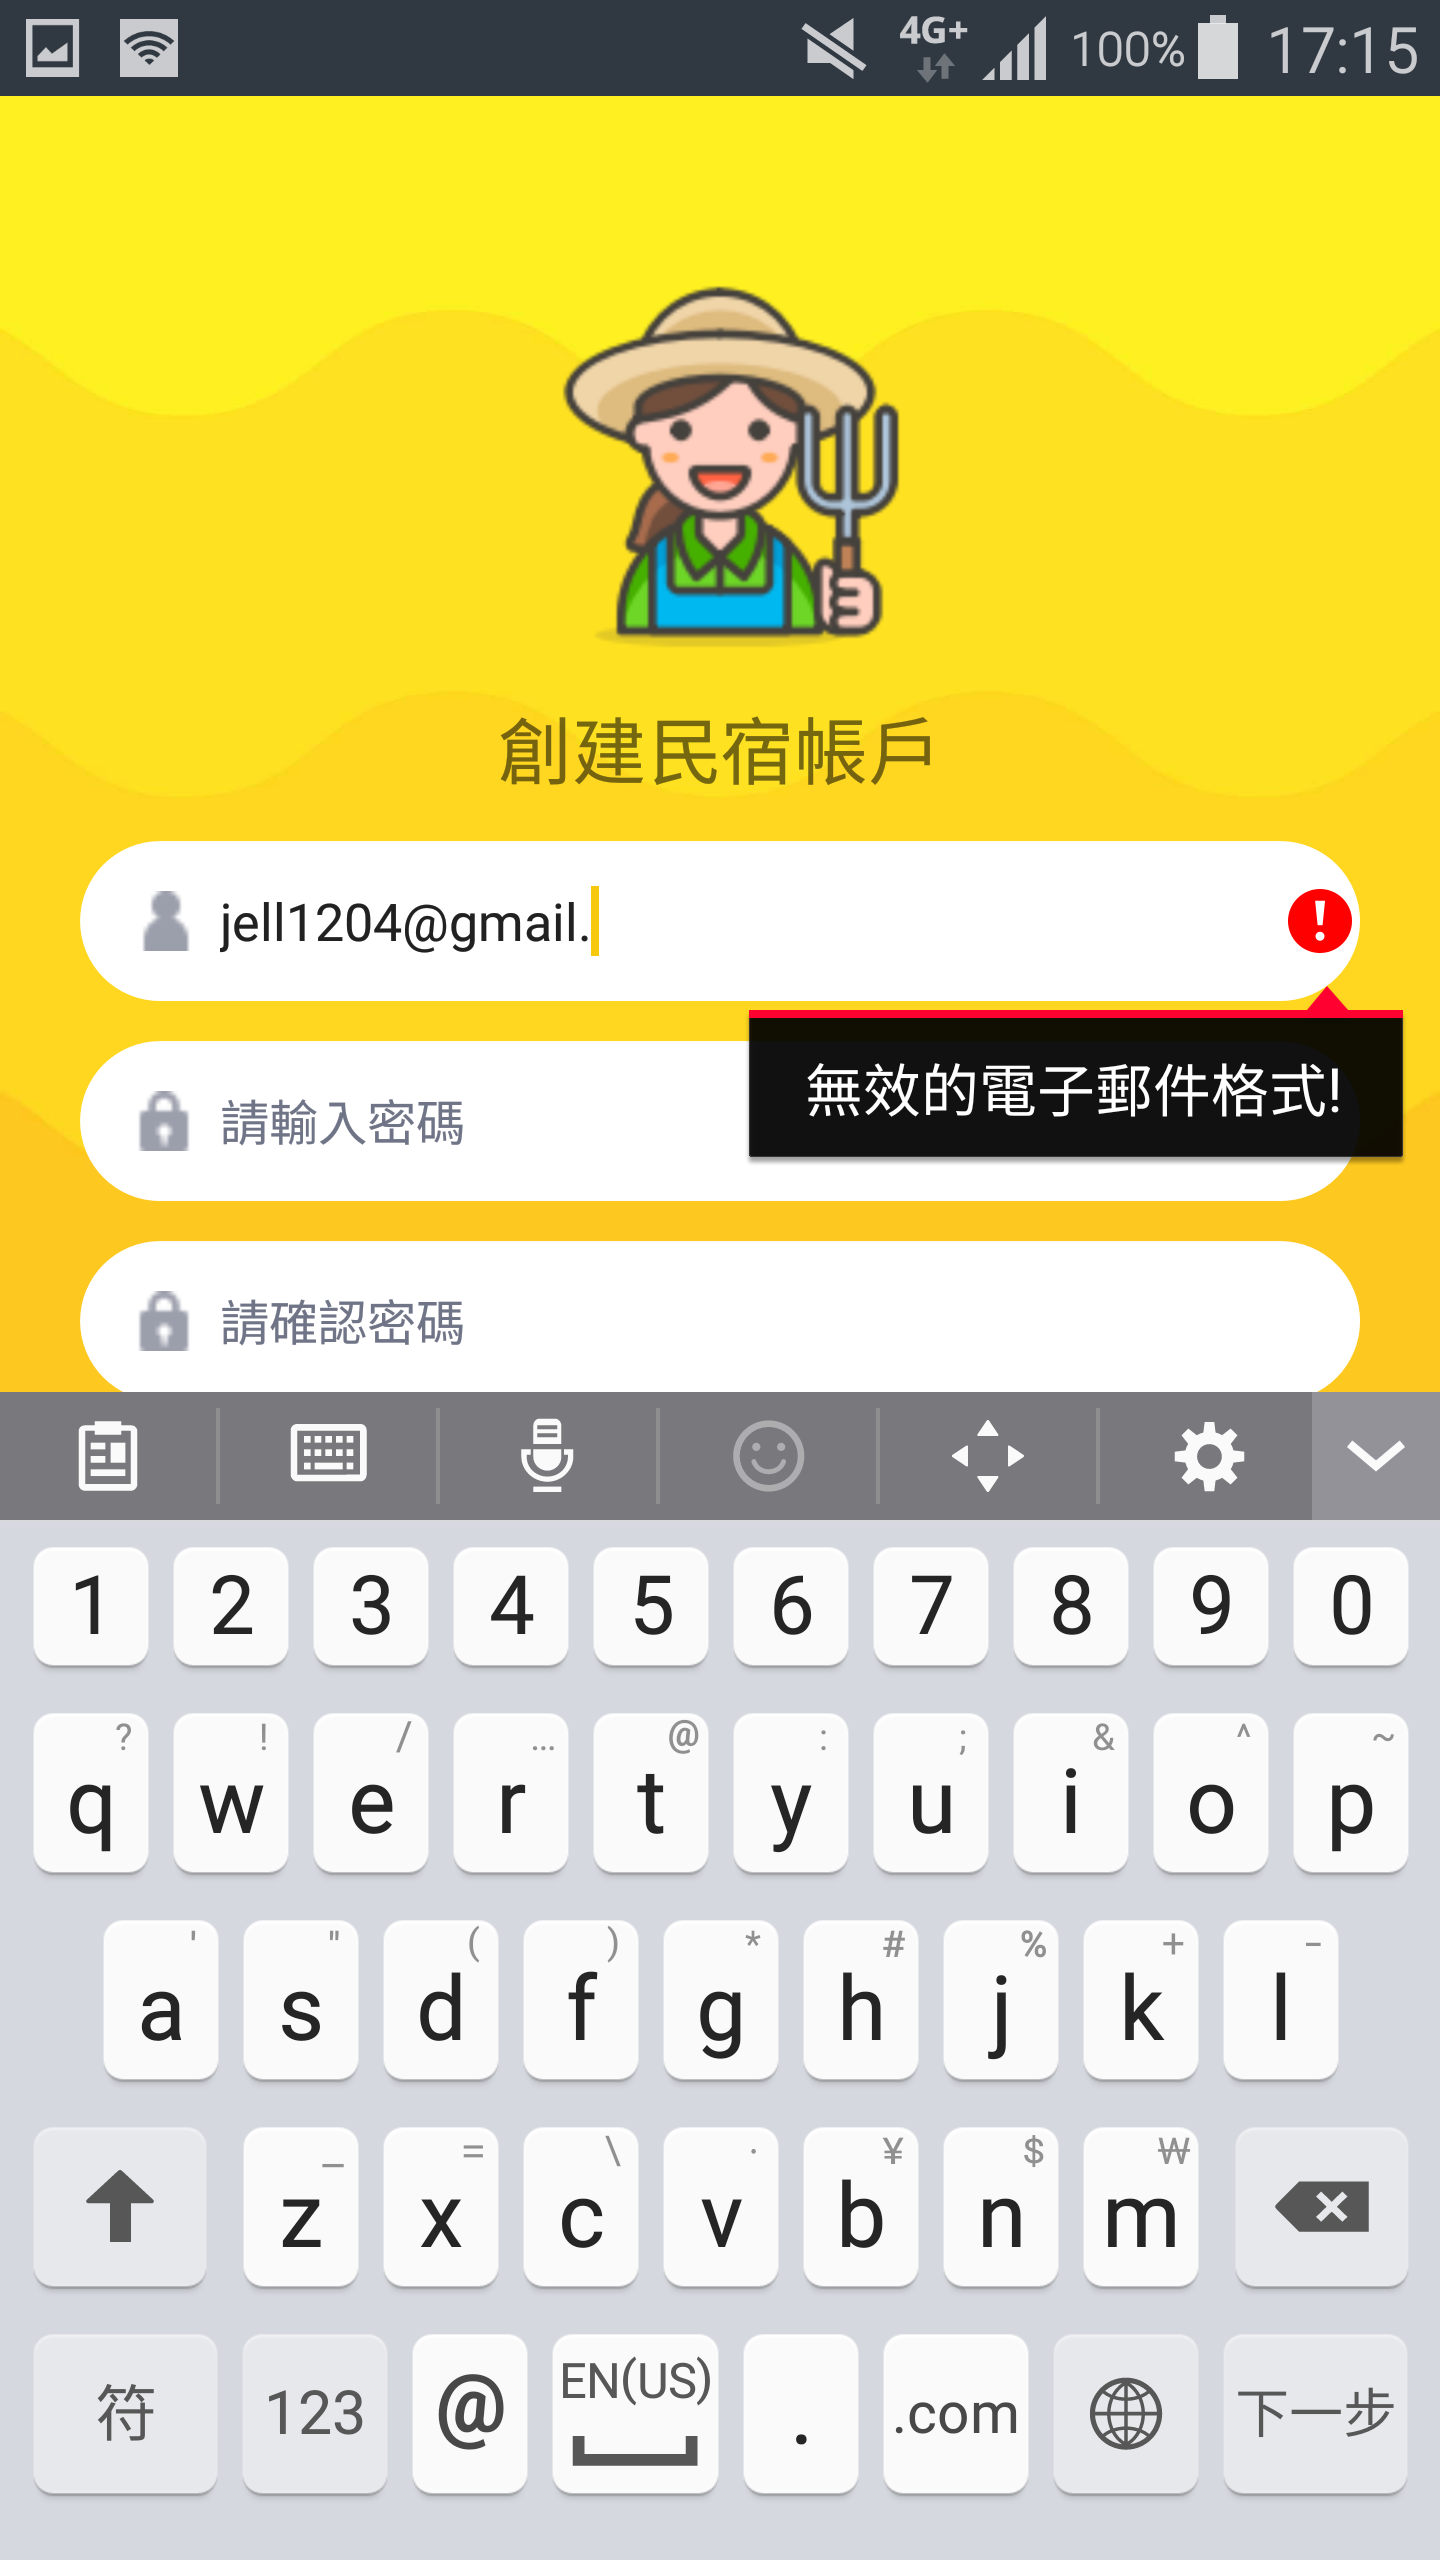 4G+ 100% 17:15
創建民宿帳戶
jell1204@gmail.
!
無效的電子郵件格式!
請輸入密碼
請確認密碼
1 2 3 4 5 6 7 8 9 0
? ! / ... @ : ; & ^ ~
q w e r t y u i o p
' " ( ) * # % + -
a s d f g h j k l
_ = \ · ¥ $ ₩
z x c v b n m
符 123 @ EN(US) . .com 下一步